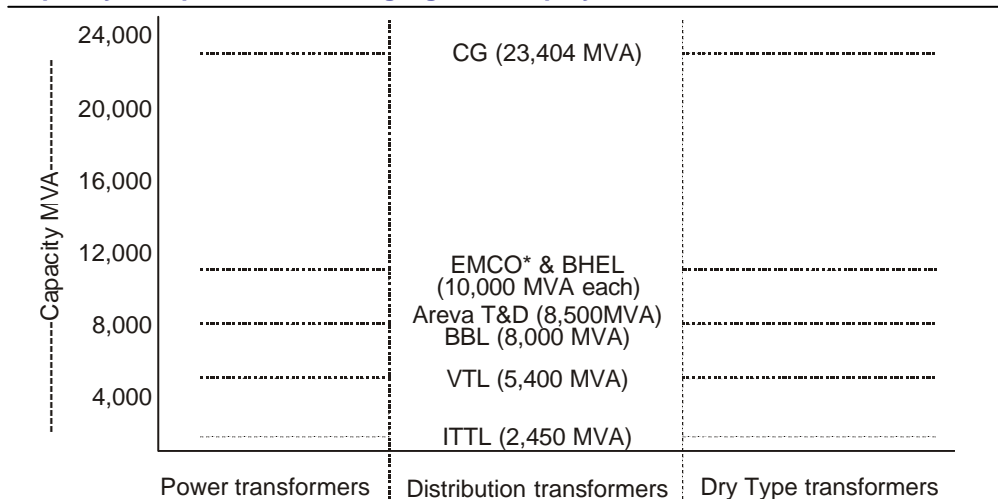 24,000
20,000
16,000
12,000
8,000
4,000
Capacity MVA
CG (23,404 MVA)
EMCO* & BHEL
(10,000 MVA each)
Areva T&D (8,500MVA)
BBL (8,000 MVA)
VTL (5,400 MVA)
ITTL (2,450 MVA)
Power transformers
Distribution transformers
Dry Type transformers